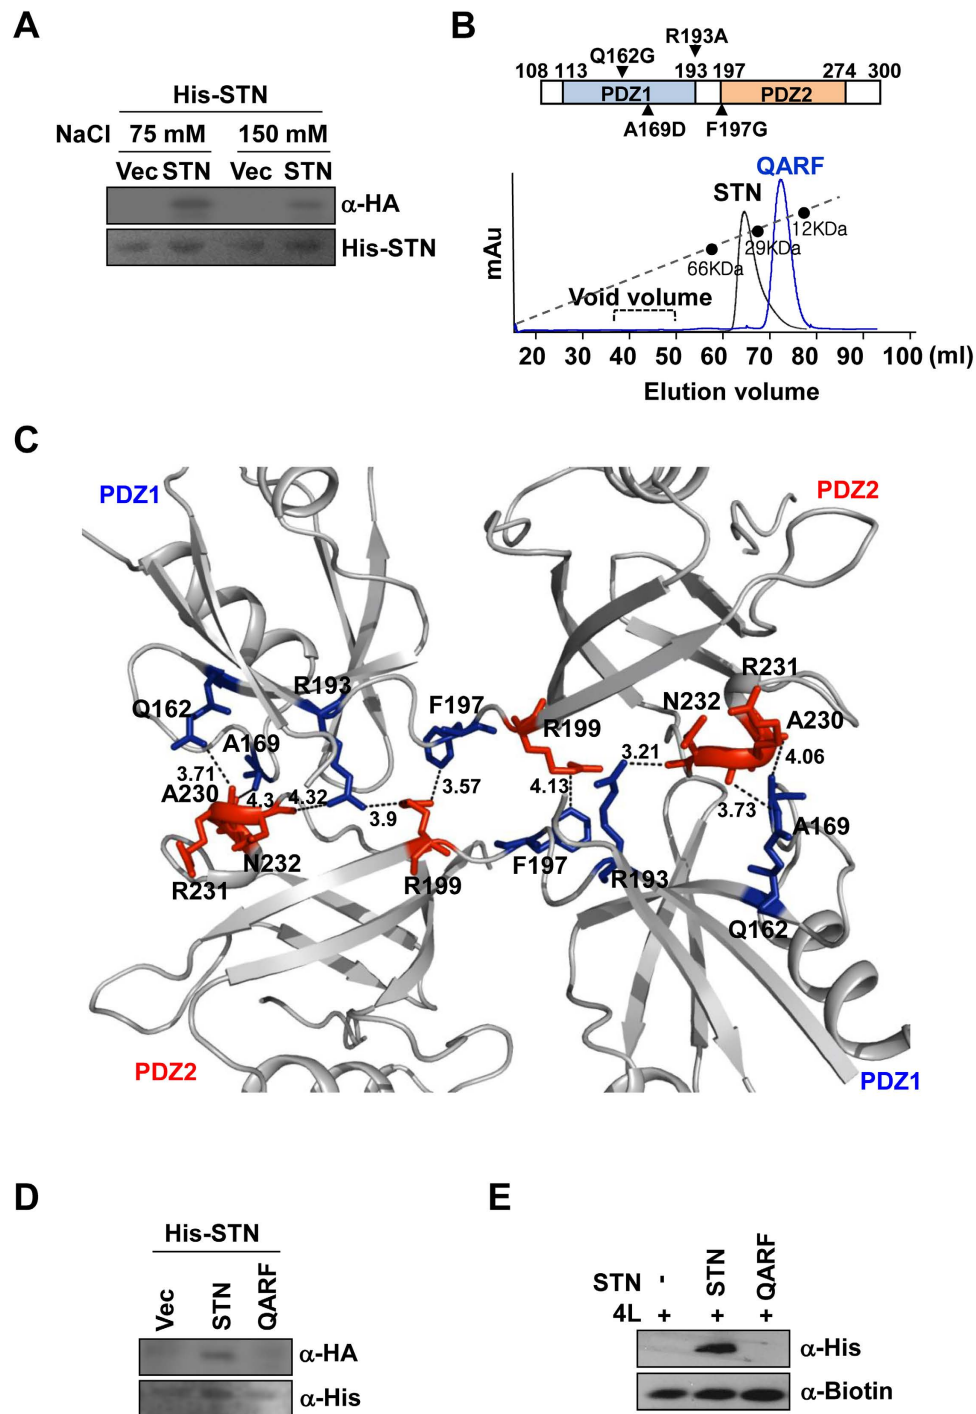 A
His-STN
NaCl 75 mM 150 mM
Vec STN Vec STN
α-HA
His-STN
B
R193A
Q162G
108 113 193 197 274 300
PDZ1 PDZ2
A169D F197G
QARF
STN
mAu
12KDa
29KDa
66KDa
Void volume
20 30 40 50 60 70 80 90 100 (ml)
Elution volume
C
PDZ1
PDZ2
R193
Q162
F197
R199
N232
R231
A230
A169
3.71
A230
4.3
4.32
3.9
3.57
3.21
4.13
4.06
3.73
A169
N232
R231
R199
F197
R193
Q162
PDZ2
PDZ1
D
His-STN
Vec
STN
QARF
α-HA
α-His
E
STN - STN QARF
4L + + +
α-His
α-Biotin